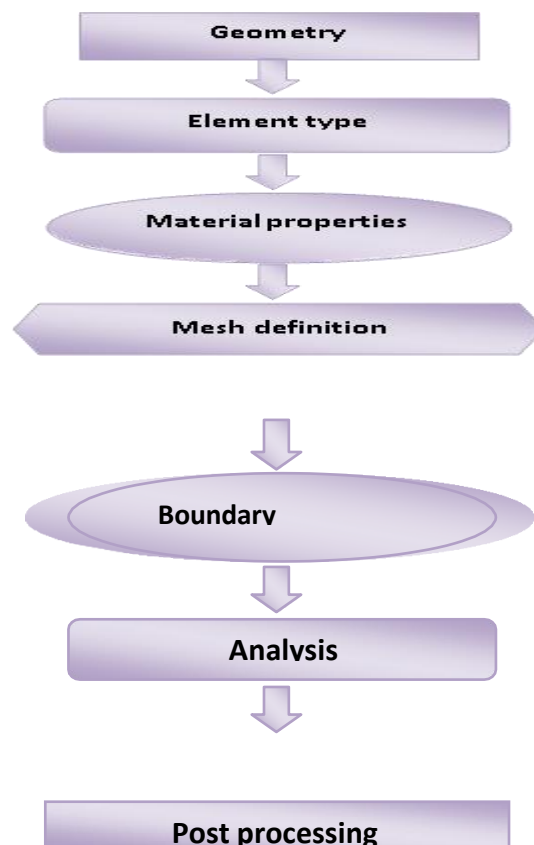 Geometry
Element type
Material properties
Mesh definition
Boundary
Analysis
Post processing